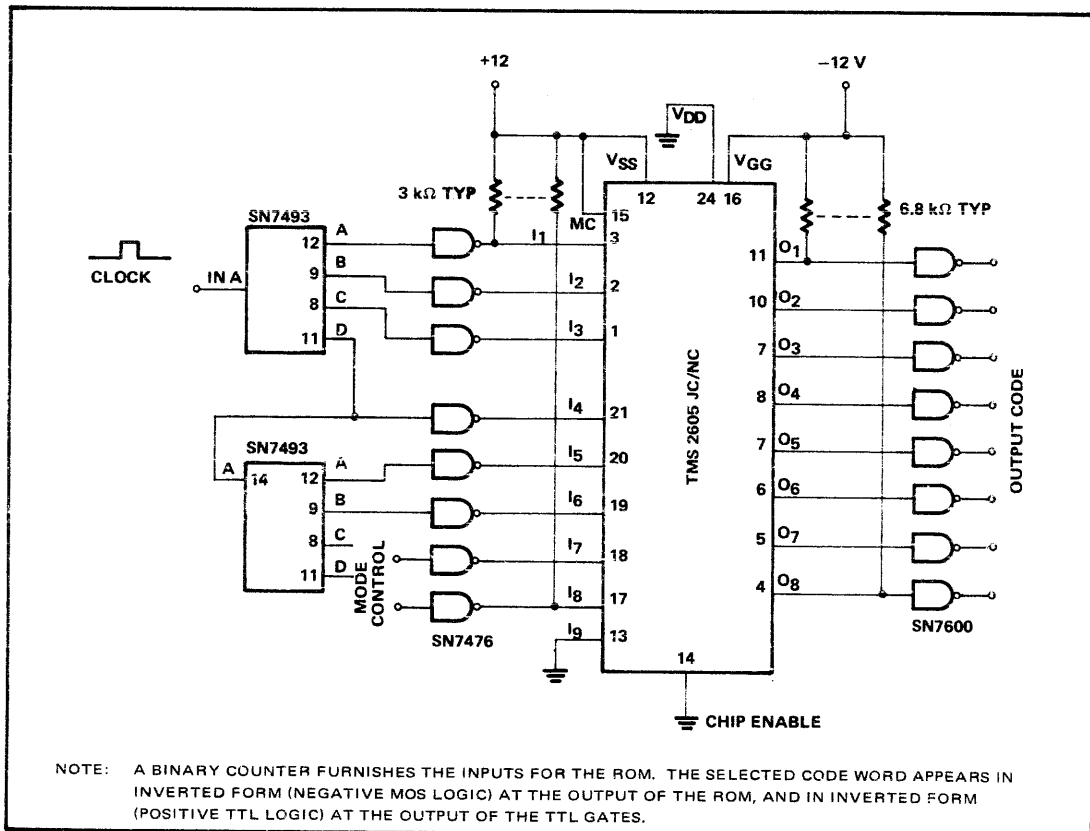 +12
−12 V
VDD
VSS
VGG
3 kΩ TYP
12
24
16
6.8 kΩ TYP
MC
15
SN7493
CLOCK
IN A
12
A
9
B
8
C
11
D
I1
3
I2
2
I3
1
I4
21
SN7493
A
14
12
A
9
B
8
C
11
D
I5
20
I6
19
I7
18
I8
17
I9
13
MODE
CONTROL
SN7476
TMS 2605 JC/NC
11
O1
10
O2
7
O3
8
O4
7
O5
6
O6
5
O7
4
O8
OUTPUT CODE
SN7600
14
CHIP ENABLE
NOTE: A BINARY COUNTER FURNISHES THE INPUTS FOR THE ROM. THE SELECTED CODE WORD APPEARS IN
INVERTED FORM (NEGATIVE MOS LOGIC) AT THE OUTPUT OF THE ROM, AND IN INVERTED FORM
(POSITIVE TTL LOGIC) AT THE OUTPUT OF THE TTL GATES.